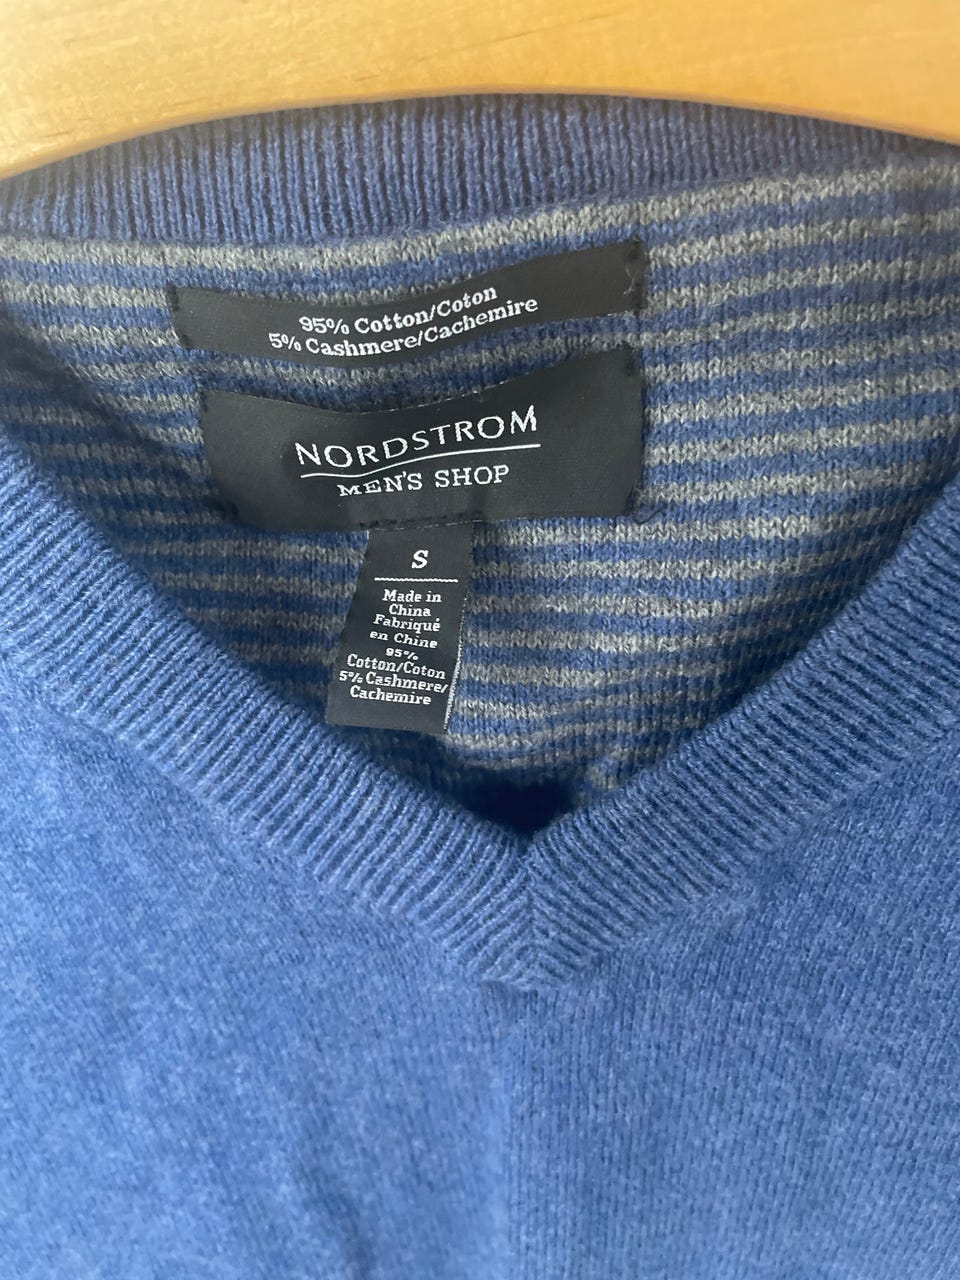 95% Cotton/Coton
5% Cashmere/Cachemire
NORDSTROM
MEN'S SHOP
S
Made in
China
Fabriqué
en Chine
95%
Cotton/Coton
5% Cashmere/
Cachemire